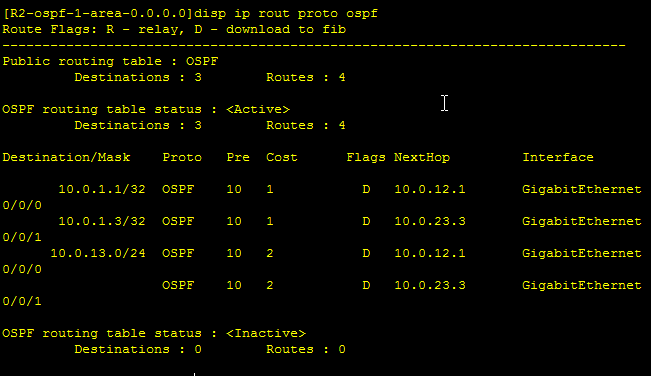 [R2-ospf-1-area-0.0.0.0]disp ip rout proto ospf
Route Flags: R - relay, D - download to fib
------------------------------------------------------------------------------
Public routing table : OSPF
         Destinations : 3        Routes : 4

OSPF routing table status : <Active>
         Destinations : 3        Routes : 4

Destination/Mask    Proto   Pre  Cost      Flags NextHop         Interface

       10.0.1.1/32  OSPF    10   1           D   10.0.12.1       GigabitEthernet
0/0/0
       10.0.1.3/32  OSPF    10   1           D   10.0.23.3       GigabitEthernet
0/0/1
      10.0.13.0/24  OSPF    10   2           D   10.0.12.1       GigabitEthernet
0/0/0
                    OSPF    10   2           D   10.0.23.3       GigabitEthernet
0/0/1

OSPF routing table status : <Inactive>
         Destinations : 0        Routes : 0